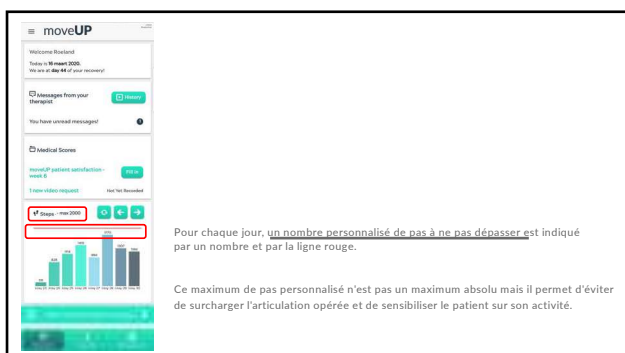 moveUP
Welcome Roeland
Today is 16 maart 2020.
We are at day 44 of your recovery!
Messages from your
therapist
History
You have unread messages!
Medical Scores
moveUP patient satisfaction -
week 6
Fill in
1 new video request
Not Yet Recorded
Steps - max 2000
Pour chaque jour, un nombre personnalisé de pas à ne pas dépasser est indiqué
par un nombre et par la ligne rouge.
Ce maximum de pas personnalisé n'est pas un maximum absolu mais il permet d'éviter
de surcharger l'articulation opérée et de sensibiliser le patient sur son activité.